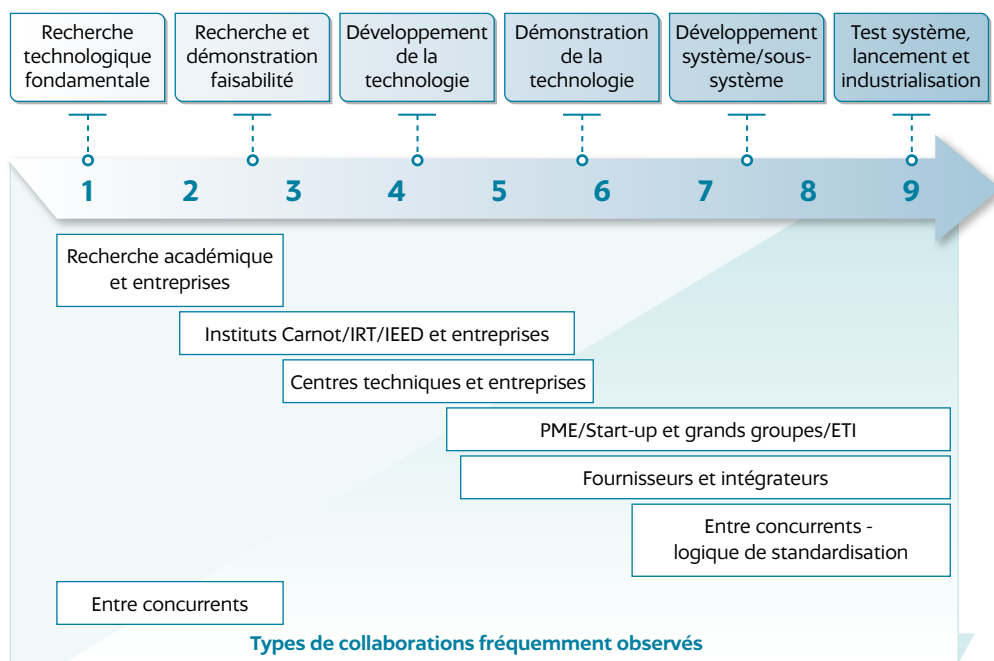 Recherche
technologique
fondamentale
Recherche et
démonstration
faisabilité
Développement
de la
technologie
Démonstration
de la
technologie
Développement
système/sous-
système
Test système,
lancement et
industrialisation
1 2 3 4 5 6 7 8 9
Recherche académique
et entreprises
Instituts Carnot/IRT/IEED et entreprises
Centres techniques et entreprises
PME/Start-up et grands groupes/ETI
Fournisseurs et intégrateurs
Entre concurrents -
logique de standardisation
Entre concurrents
Types de collaborations fréquemment observés